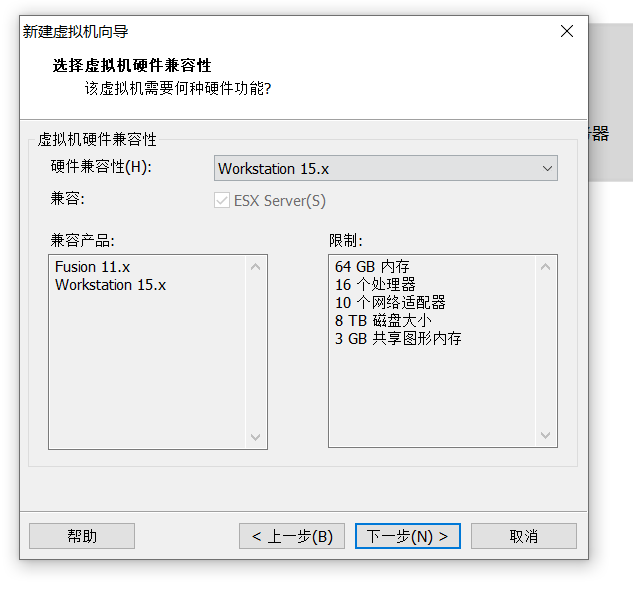 新建虚拟机向导
选择虚拟机硬件兼容性
该虚拟机需要何种硬件功能?
虚拟机硬件兼容性
硬件兼容性(H):
Workstation 15.x
兼容:
ESX Server(S)
兼容产品:
Fusion 11.x
Workstation 15.x
限制:
64 GB 内存
16 个处理器
10 个网络适配器
8 TB 磁盘大小
3 GB 共享图形内存
帮助
< 上一步(B)
下一步(N) >
取消
器